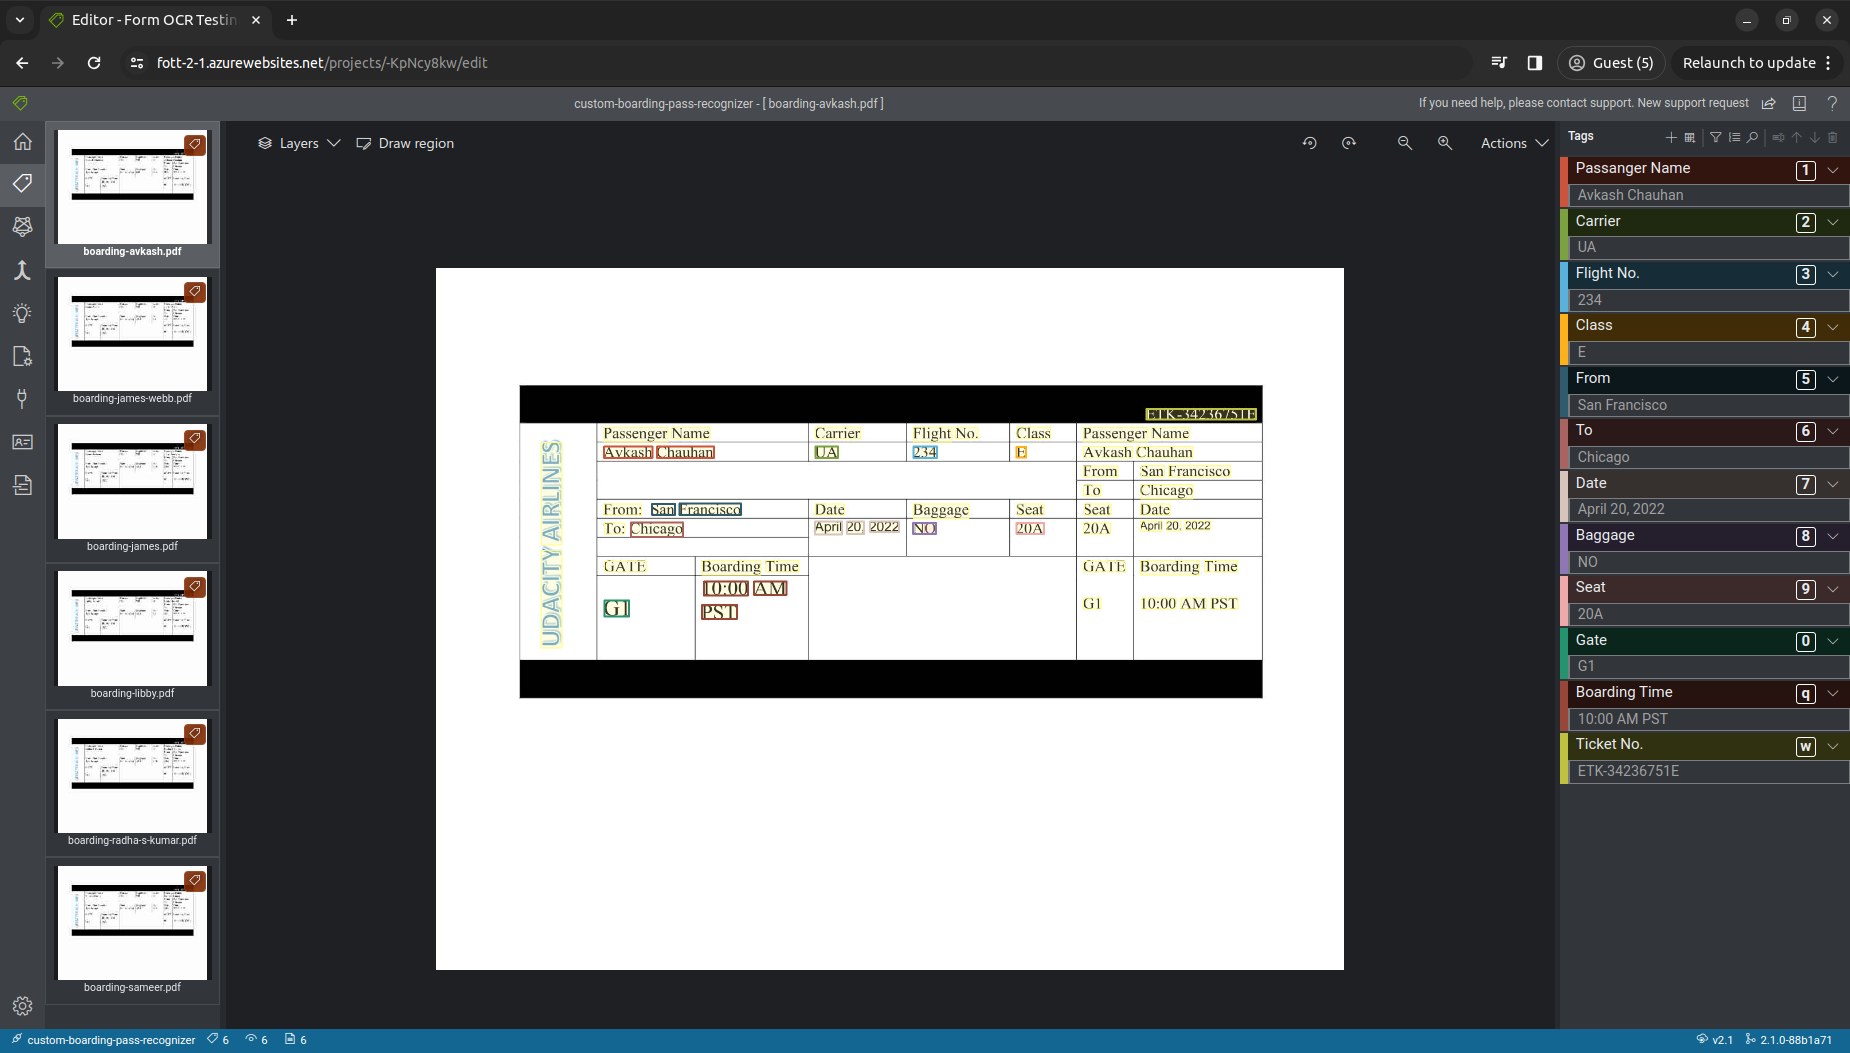 Editor - Form OCR Testin
fott-2-1.azurewebsites.net/projects/-KpNcy8kw/edit
Guest (5)
Relaunch to update
custom-boarding-pass-recognizer - [ boarding-avkash.pdf ]
If you need help, please contact support. New support request
boarding-avkash.pdf
boarding-james-webb.pdf
boarding-james.pdf
boarding-libby.pdf
boarding-radha-s-kumar.pdf
boarding-sameer.pdf
Layers
Draw region
Actions
ETK-34236751E
UDACITY AIRLINES
Passenger Name Carrier Flight No. Class Passenger Name
Avkash Chauhan UA 234 E Avkash Chauhan
From San Francisco
To Chicago
From: San Francisco Date Baggage Seat Seat Date
To: Chicago April 20, 2022 NO 20A 20A April 20, 2022
GATE Boarding Time GATE Boarding Time
10:00 AM
G1 PST G1 10:00 AM PST
Tags
Passanger Name 1
Avkash Chauhan
Carrier 2
UA
Flight No. 3
234
Class 4
E
From 5
San Francisco
To 6
Chicago
Date 7
April 20, 2022
Baggage 8
NO
Seat 9
20A
Gate 0
G1
Boarding Time q
10:00 AM PST
Ticket No. w
ETK-34236751E
custom-boarding-pass-recognizer 6 6 6
v2.1 2.1.0-88b1a71